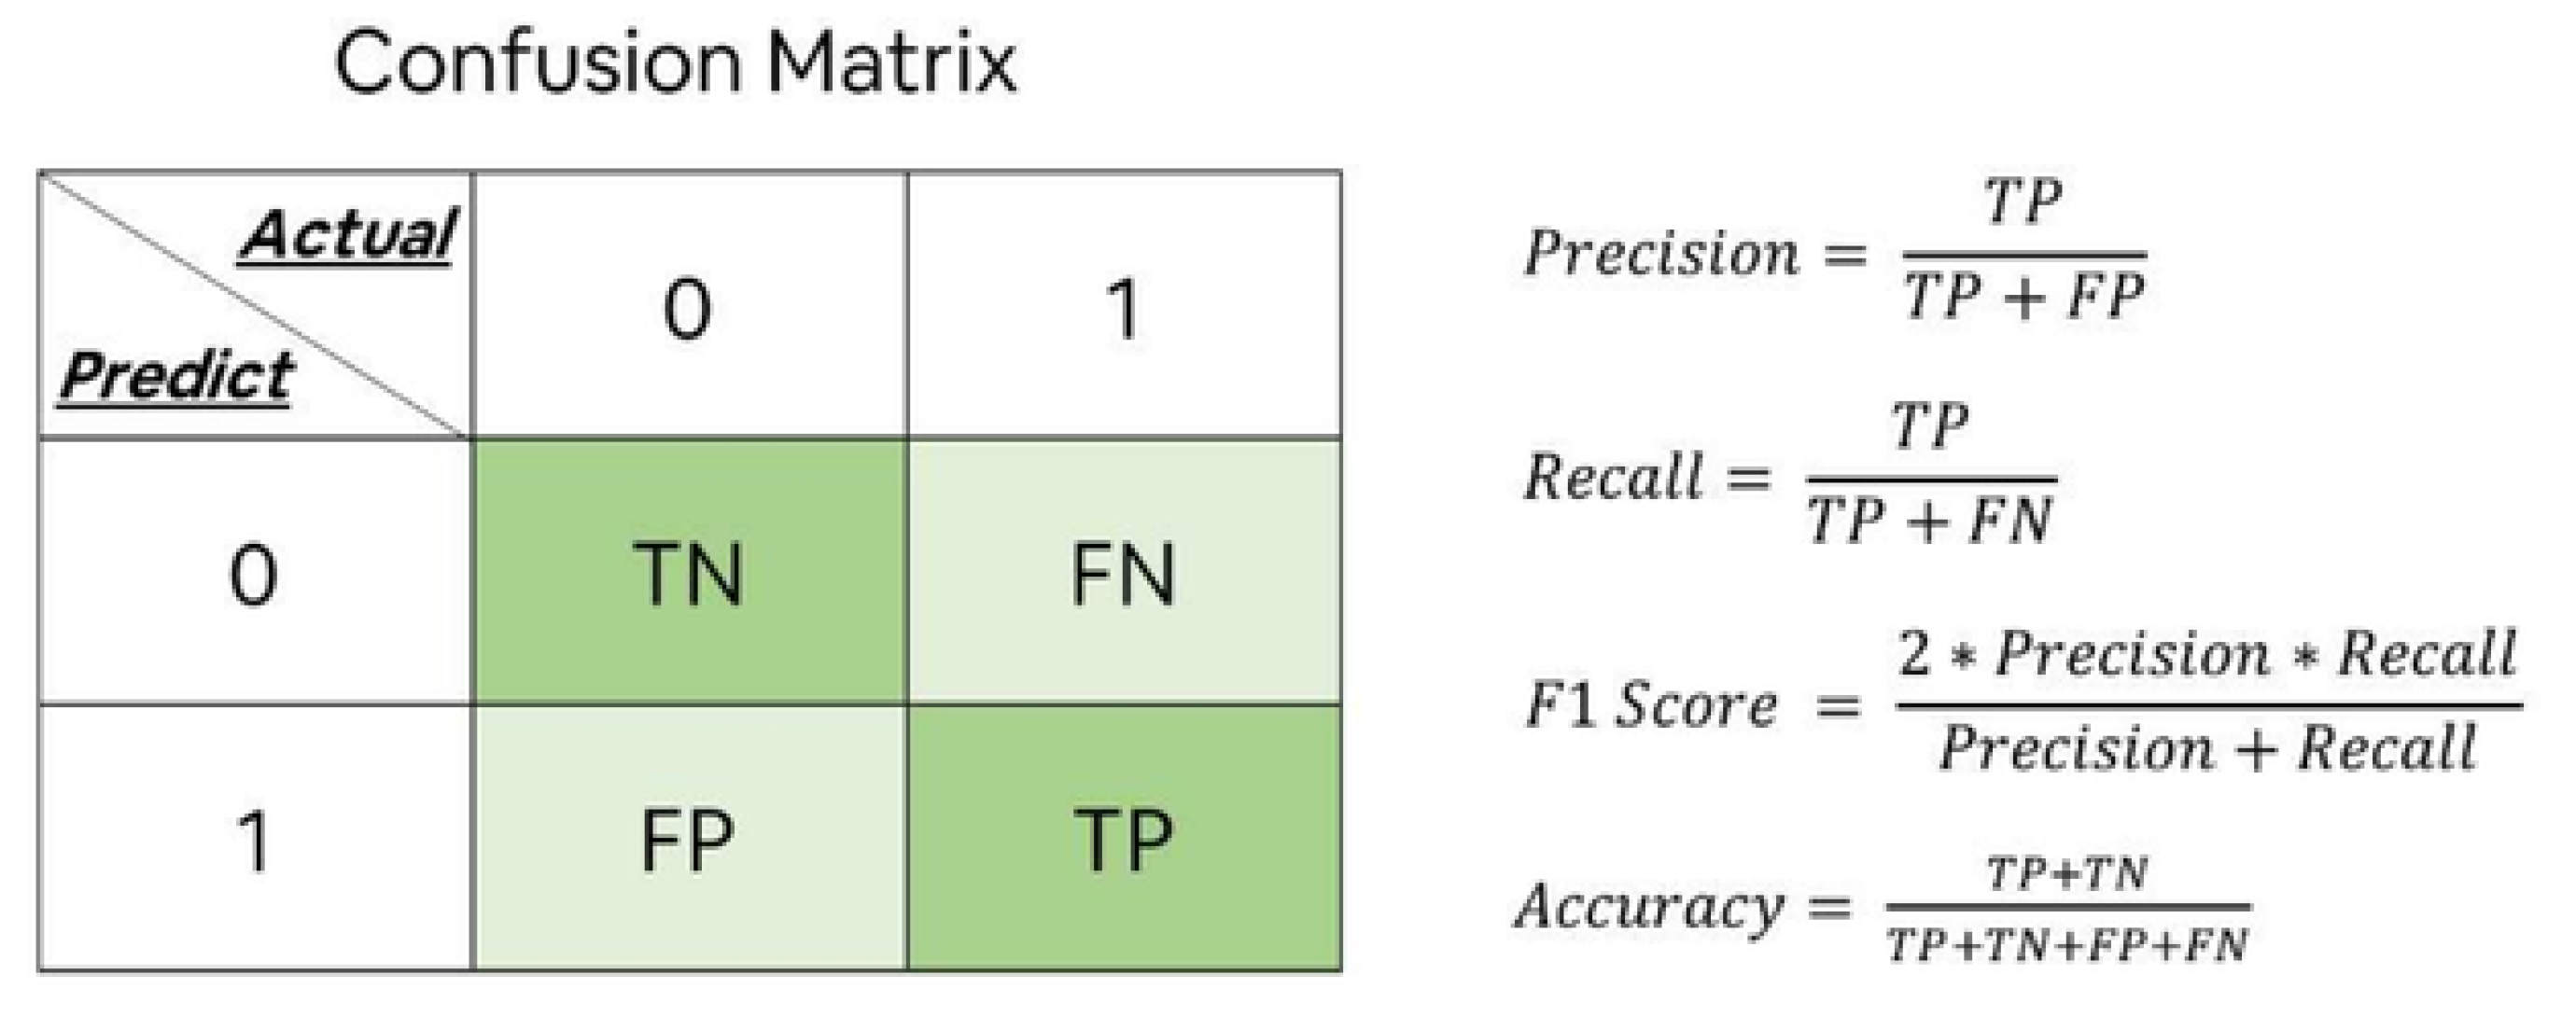 Confusion Matrix
Actual
Predict
0 1
0 TN FN
1 FP TP
Precision = TP / TP + FP
Recall = TP / TP + FN
F1 Score = 2 * Precision * Recall / Precision + Recall
Accuracy = TP+TN / TP+TN+FP+FN